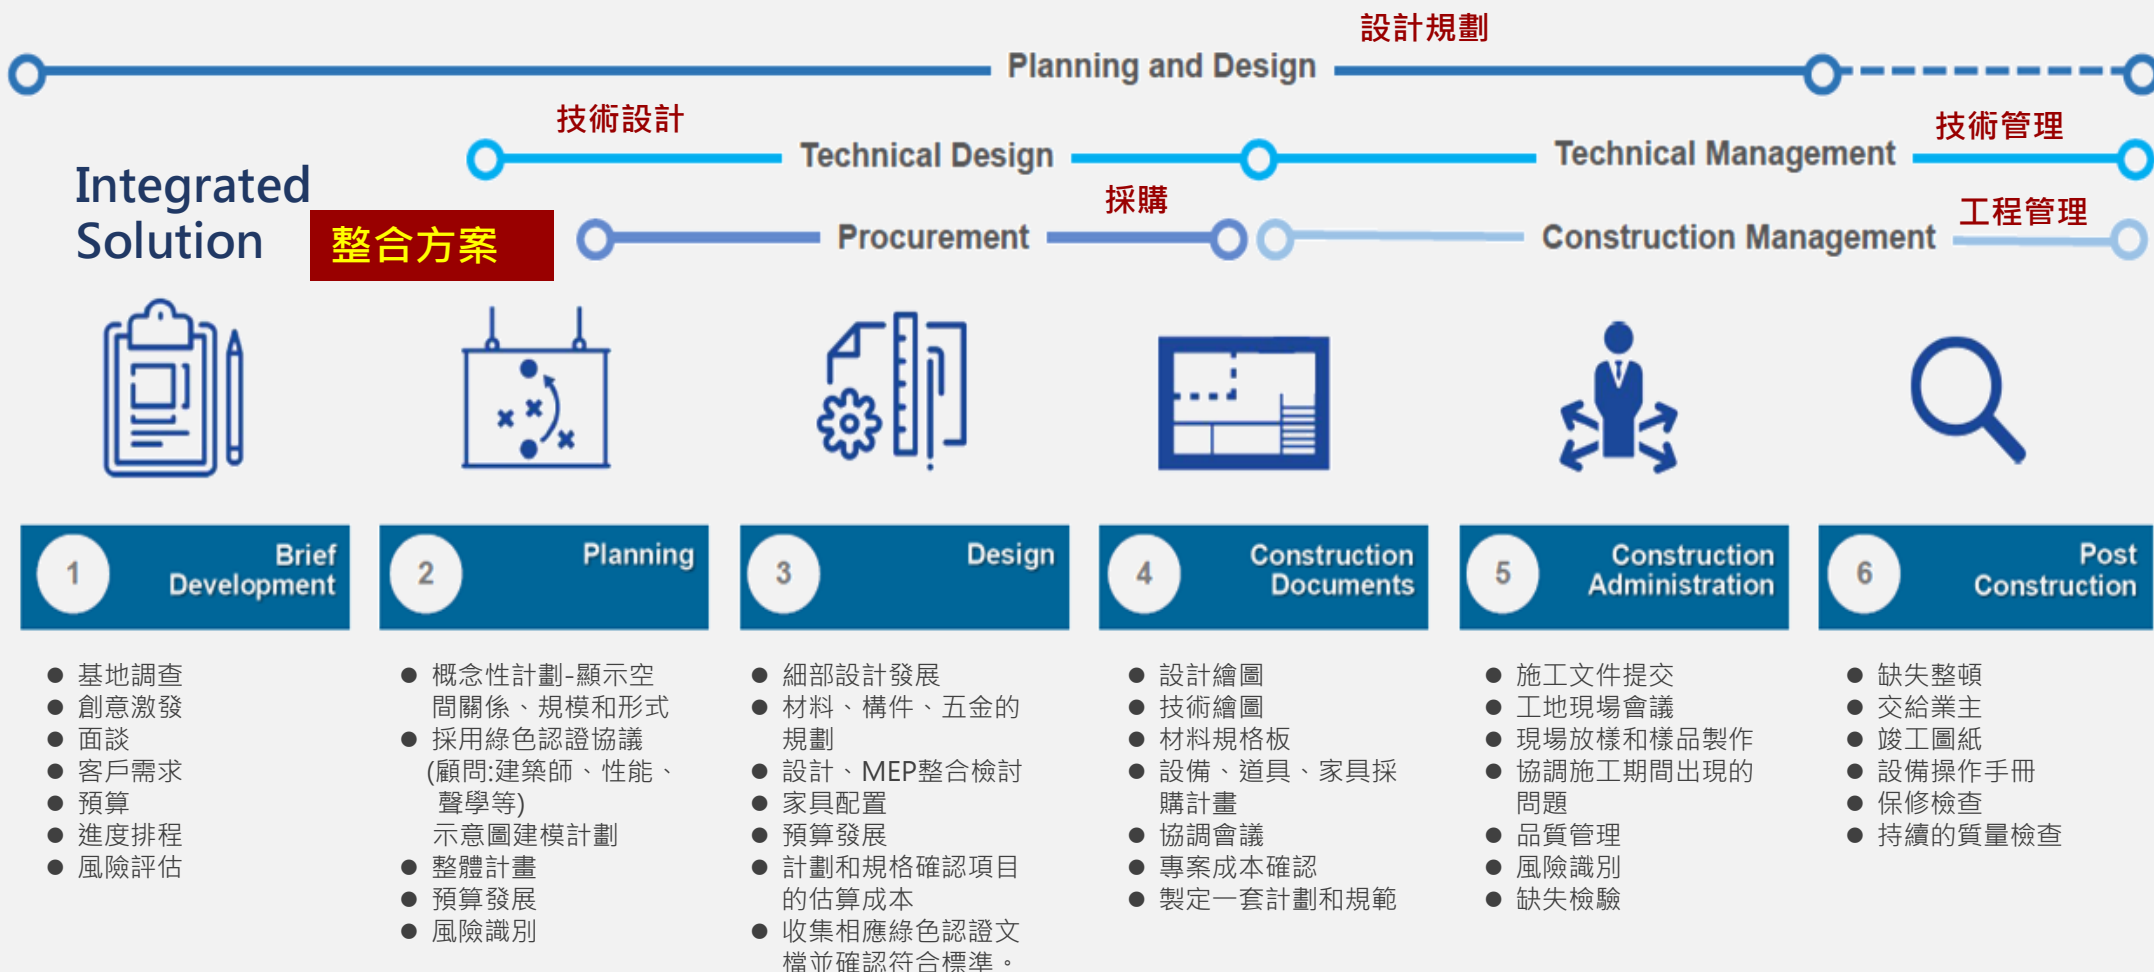 設計規劃
Planning and Design
技術設計
技術管理
Technical Design
Technical Management
Integrated
Solution
整合方案
採購
工程管理
Procurement
Construction Management
1
Brief
Development
2
Planning
3
Design
4
Construction
Documents
5
Construction
Administration
6
Post
Construction
● 基地調查
● 創意激發
● 面談
● 客戶需求
● 預算
● 進度排程
● 風險評估
● 概念性計劃-顯示空
間關係、規模和形式
● 採用綠色認證協議
(顧問:建築師、性能、
聲學等)
示意圖建模計劃
● 整體計畫
● 預算發展
● 風險識別
● 細部設計發展
● 材料、構件、五金的
規劃
● 設計、MEP整合檢討
● 家具配置
● 預算發展
● 計劃和規格確認項目
的估算成本
● 收集相應綠色認證文
檔並確認符合標準。
● 設計繪圖
● 技術繪圖
● 材料規格板
● 設備、道具、家具採
購計畫
● 協調會議
● 專案成本確認
● 製定一套計劃和規範
● 施工文件提交
● 工地現場會議
● 現場放樣和樣品製作
● 協調施工期間出現的
問題
● 品質管理
● 風險識別
● 缺失檢驗
● 缺失整頓
● 交給業主
● 竣工圖紙
● 設備操作手冊
● 保修檢查
● 持續的質量檢查